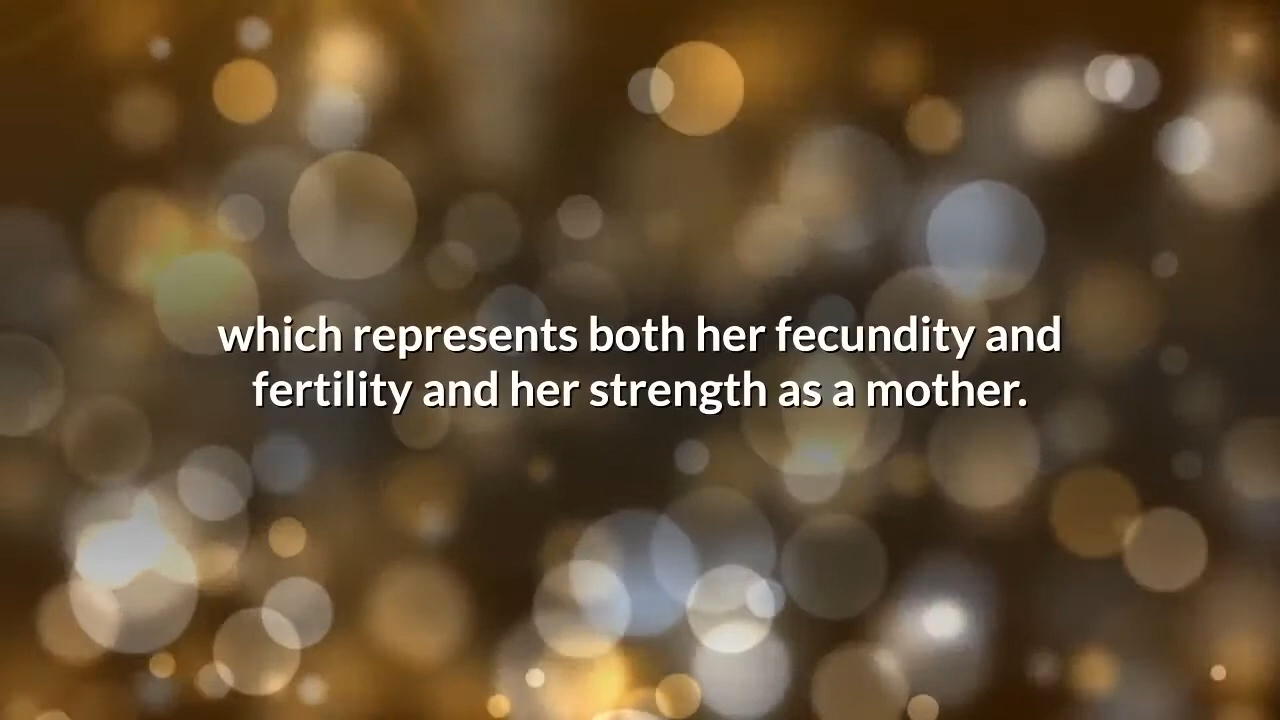 which represents both her fecundity and
fertility and her strength as a mother.